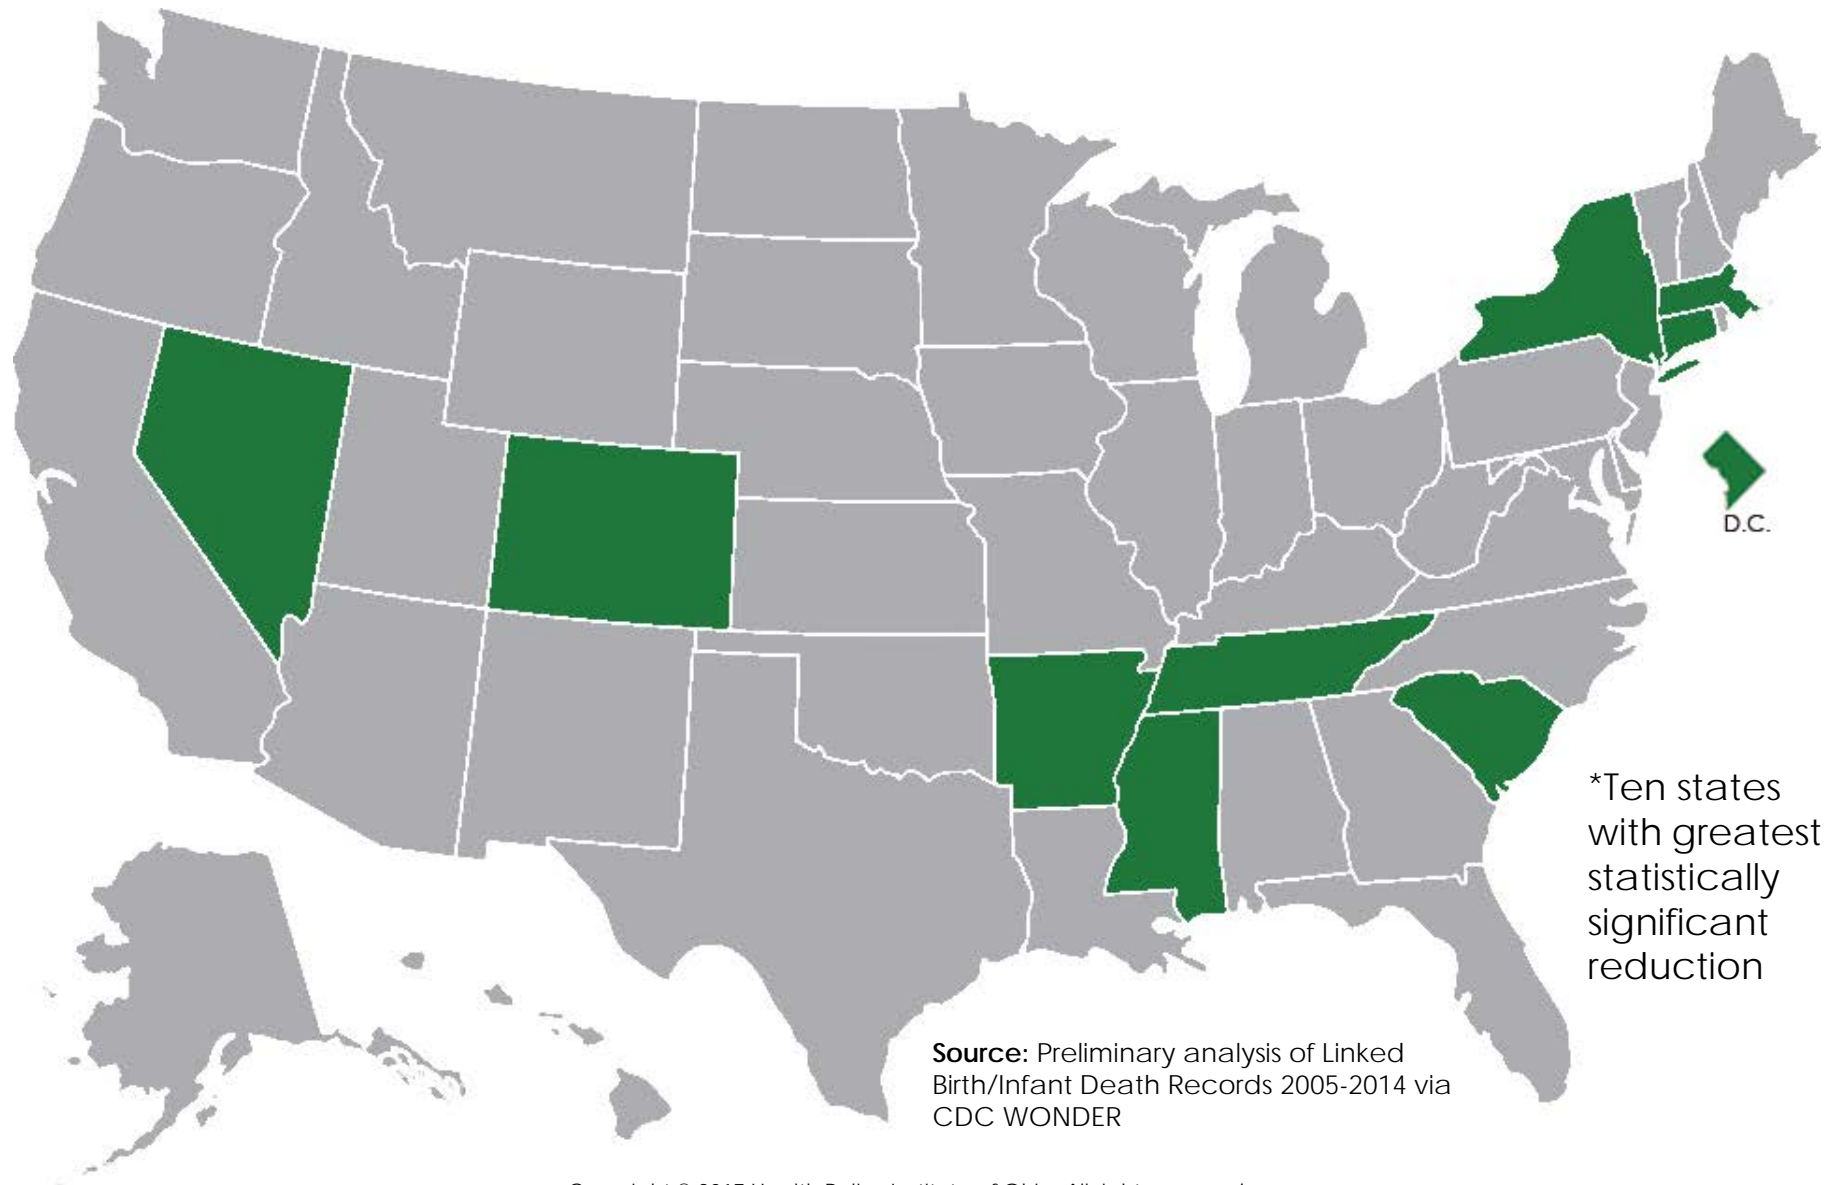 D.C.
*Ten states
with greatest
statistically
significant
reduction
Source: Preliminary analysis of Linked
Birth/Infant Death Records 2005-2014 via
CDC WONDER